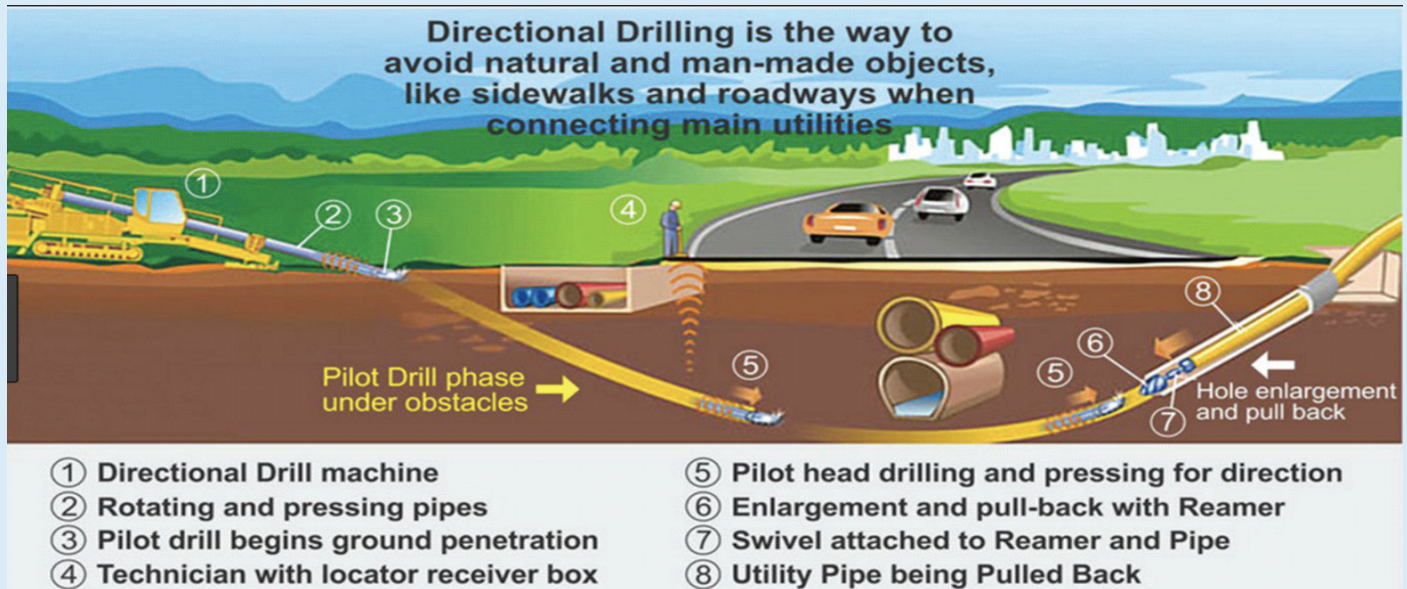 Directional Drilling is the way to
avoid natural and man-made objects,
like sidewalks and roadways when
connecting main utilities
①
②
③
④
⑤
⑤
⑥
⑦
⑧
Pilot Drill phase
under obstacles
Hole enlargement
and pull back
① Directional Drill machine
② Rotating and pressing pipes
③ Pilot drill begins ground penetration
④ Technician with locator receiver box
⑤ Pilot head drilling and pressing for direction
⑥ Enlargement and pull-back with Reamer
⑦ Swivel attached to Reamer and Pipe
⑧ Utility Pipe being Pulled Back